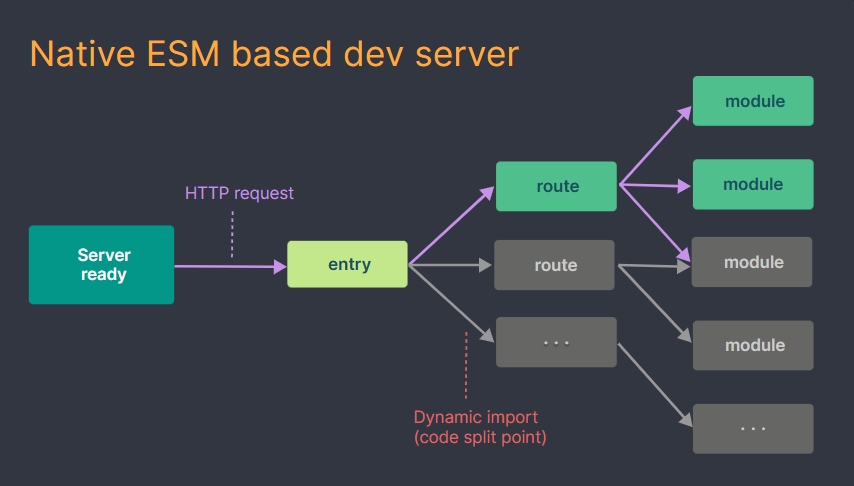 Native ESM based dev server
HTTP request
Server
ready
entry
route
route
· · ·
Dynamic import
(code split point)
module
module
module
module
· · ·